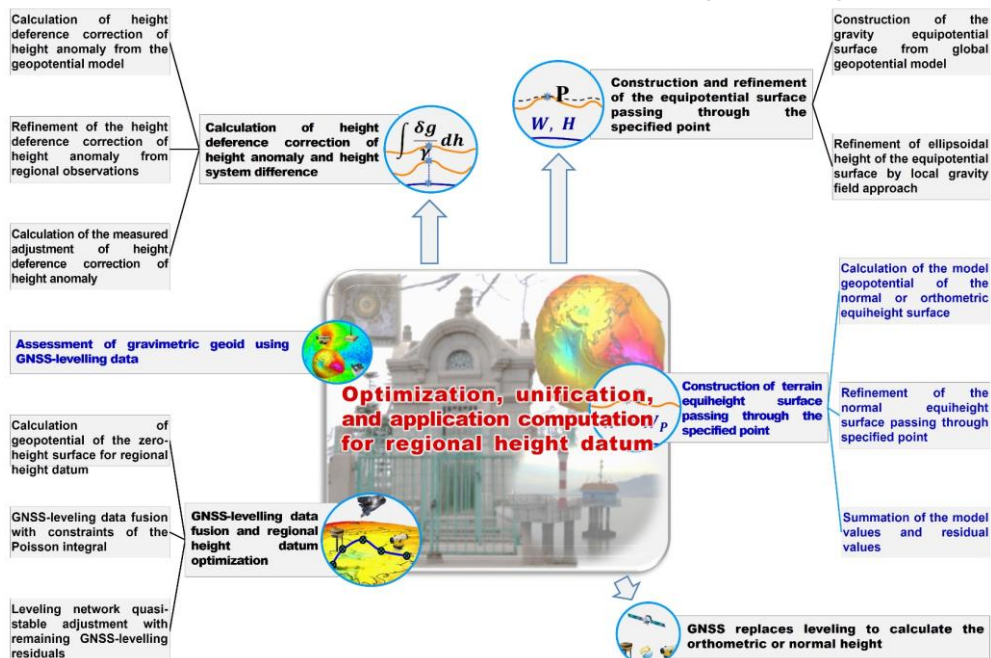 Calculation of height
deference correction of
height anomaly from the
geopotential model
Refinement of the height
deference correction of
height anomaly from
regional observations
Calculation of the measured
adjustment of height
deference correction of
height anomaly
Calculation of height
deference correction of
height anomaly and height
system difference
∫ δg/γ dh
P
W, H
Construction and refinement
of the equipotential surface
passing through the
specified point
Construction of the
gravity equipotential
surface from global
geopotential model
Refinement of ellipsoidal
height of the equipotential
surface by local gravity
field approach
Assessment of gravimetric geoid using
GNSS-levelling data
Optimization, unification,
and application computation
for regional height datum
P
Construction of terrain
equiheight surface
passing through the
specified point
Calculation of the model
geopotential of the
normal or orthometric
equiheight surface
Refinement of the
normal equiheight
surface passing through
specified point
Summation of the model
values and residual
values
Calculation of
geopotential of the zero-
height surface for regional
height datum
GNSS-leveling data fusion
with constraints of the
Poisson integral
Leveling network quasi-
stable adjustment with
remaining GNSS-levelling
residuals
GNSS-levelling data
fusion and regional
height datum
optimization
GNSS replaces leveling to calculate the
orthometric or normal height